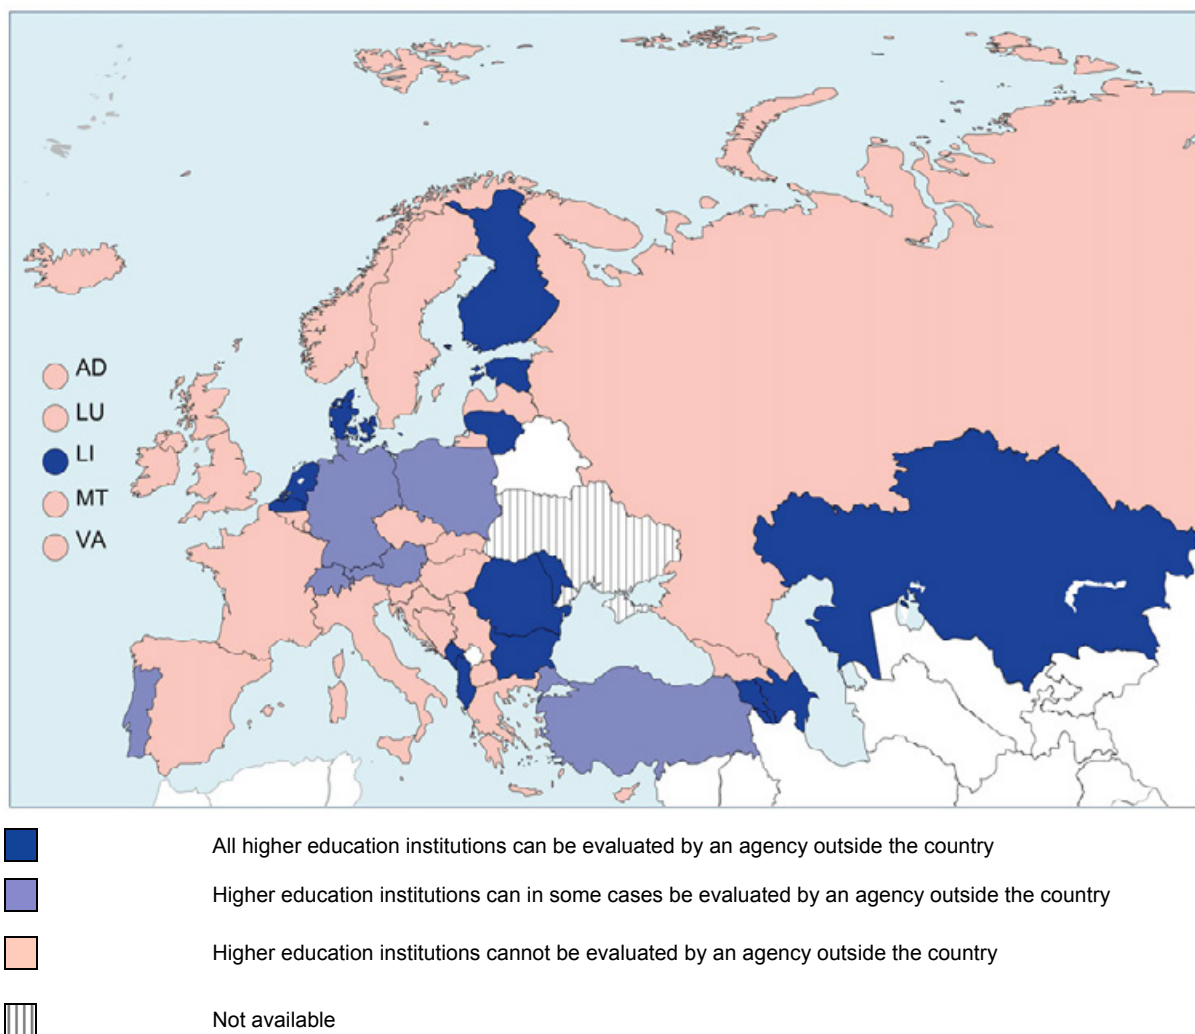 AD
LU
LI
MT
VA
All higher education institutions can be evaluated by an agency outside the country
Higher education institutions can in some cases be evaluated by an agency outside the country
Higher education institutions cannot be evaluated by an agency outside the country
Not available